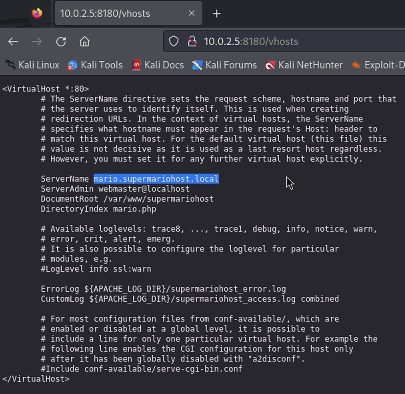 10.0.2.5:8180/vhosts
10.0.2.5:8180/vhosts
Kali Linux Kali Tools Kali Docs Kali Forums Kali NetHunter Exploit-D
<VirtualHost *:80>
# The ServerName directive sets the request scheme, hostname and port that
# the server uses to identify itself. This is used when creating
# redirection URLs. In the context of virtual hosts, the ServerName
# specifies what hostname must appear in the request's Host: header to
# match this virtual host. For the default virtual host (this file) this
# value is not decisive as it is used as a last resort host regardless.
# However, you must set it for any further virtual host explicitly.
ServerName mario.supermariohost.local
ServerAdmin webmaster@localhost
DocumentRoot /var/www/supermariohost
DirectoryIndex mario.php
# Available loglevels: trace8, ..., trace1, debug, info, notice, warn,
# error, crit, alert, emerg.
# It is also possible to configure the loglevel for particular
# modules, e.g.
#LogLevel info ssl:warn
ErrorLog ${APACHE_LOG_DIR}/supermariohost_error.log
CustomLog ${APACHE_LOG_DIR}/supermariohost_access.log combined
# For most configuration files from conf-available/, which are
# enabled or disabled at a global level, it is possible to
# include a line for only one particular virtual host. For example the
# following line enables the CGI configuration for this host only
# after it has been globally disabled with "a2disconf".
#Include conf-available/serve-cgi-bin.conf
</VirtualHost>